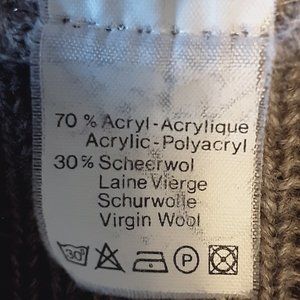 70 % Acryl-Acrylique
Acrylic-Polyacryl
30% Scheerwol
Laine Vierge
Schurwolle
Virgin Wool
30° P